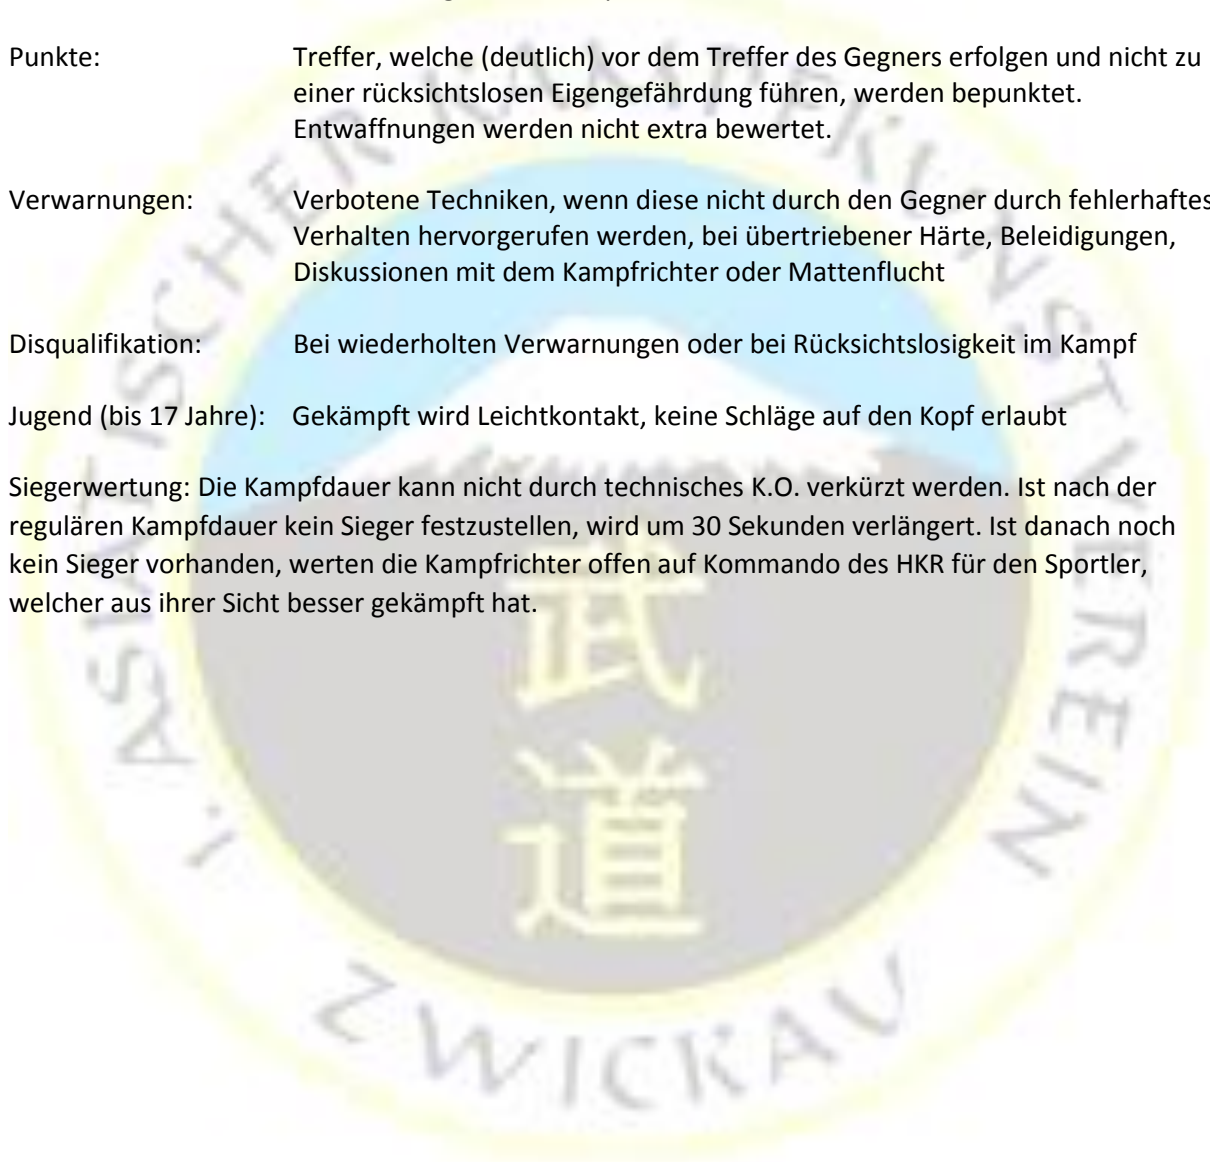 Punkte: Treffer, welche (deutlich) vor dem Treffer des Gegners erfolgen und nicht zu
einer rücksichtslosen Eigengefährdung führen, werden bepunktet.
Entwaffnungen werden nicht extra bewertet.
Verwarnungen: Verbotene Techniken, wenn diese nicht durch den Gegner durch fehlerhaftes
Verhalten hervorgerufen werden, bei übertriebener Härte, Beleidigungen,
Diskussionen mit dem Kampfrichter oder Mattenflucht
Disqualifikation: Bei wiederholten Verwarnungen oder bei Rücksichtslosigkeit im Kampf
Jugend (bis 17 Jahre): Gekämpft wird Leichtkontakt, keine Schläge auf den Kopf erlaubt
Siegerwertung: Die Kampfdauer kann nicht durch technisches K.O. verkürzt werden. Ist nach der
regulären Kampfdauer kein Sieger festzustellen, wird um 30 Sekunden verlängert. Ist danach noch
kein Sieger vorhanden, werten die Kampfrichter offen auf Kommando des HKR für den Sportler,
welcher aus ihrer Sicht besser gekämpft hat.
1. ASIATISCHER KAMPFKUNSTVEREIN
武
道
ZWICKAU